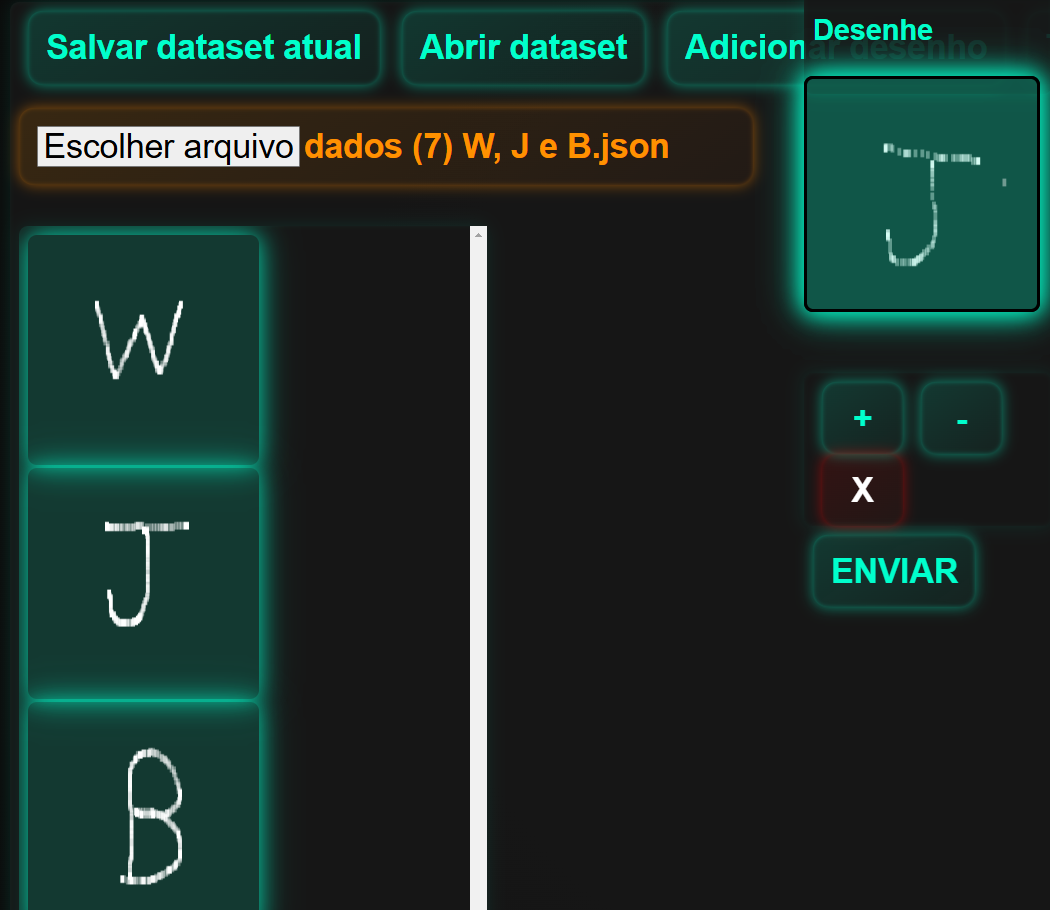 Salvar dataset atual Abrir dataset Adicionar desenho
Desenhe
Escolher arquivo dados (7) W, J e B.json
J
W
J
B
+ -
X
ENVIAR